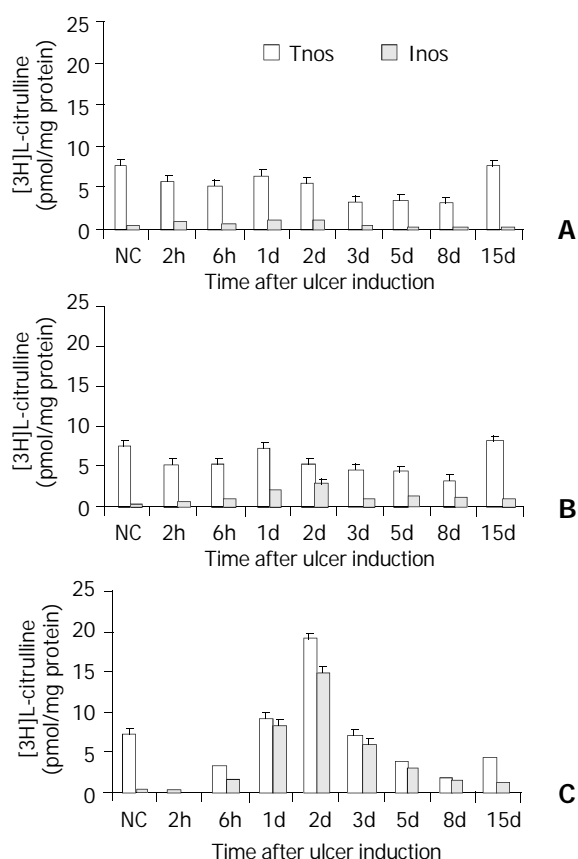 25
20
15
10
5
0
[3H]L-citrulline
(pmol/mg protein)
Tnos Inos
NC 2h 6h 1d 2d 3d 5d 8d 15d
Time after ulcer induction
A
25
20
15
10
5
0
[3H]L-citrulline
(pmol/mg protein)
NC 2h 6h 1d 2d 3d 5d 8d 15d
Time after ulcer induction
B
25
20
15
10
5
0
[3H]L-citrulline
(pmol/mg protein)
NC 2h 6h 1d 2d 3d 5d 8d 15d
Time after ulcer induction
C